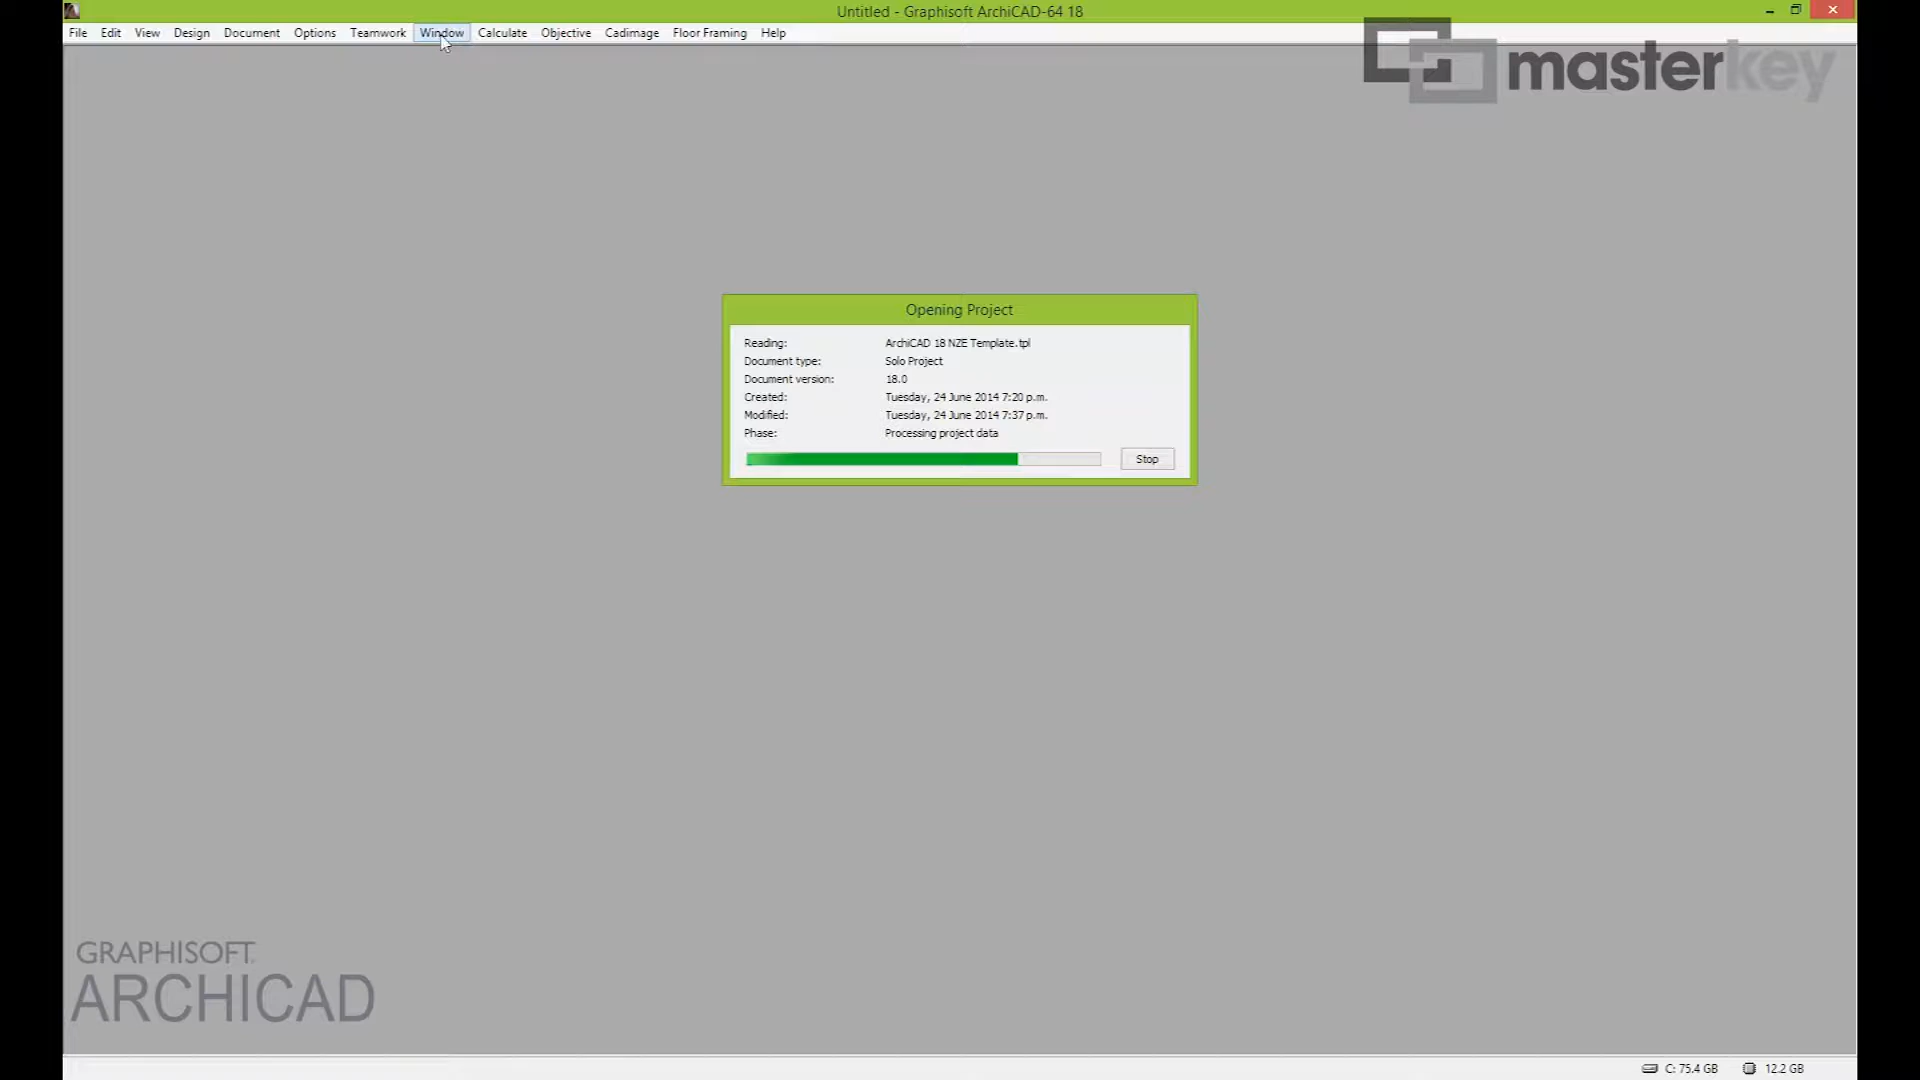 Untitled - Graphisoft ArchiCAD-64 18
File Edit View Design Document Options Teamwork Window Calculate Objective Cadimage Floor Framing Help
masterkey
Opening Project
Reading: ArchiCAD 18 NZE Template.tpl
Document type: Solo Project
Document version: 18.0
Created: Tuesday, 24 June 2014 7:20 p.m.
Modified: Tuesday, 24 June 2014 7:37 p.m.
Phase: Processing project data
Stop
GRAPHISOFT.
ARCHICAD
C: 75.4 GB 12.2 GB